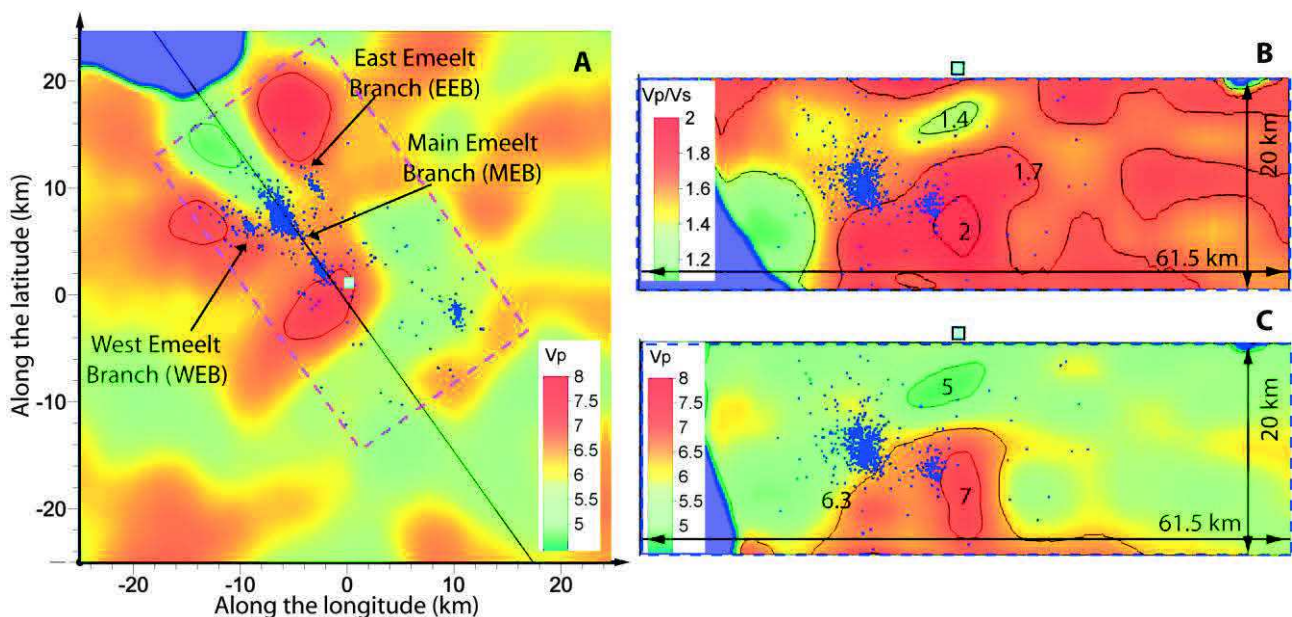 A
East Emeelt
Branch (EEB)
Main Emeelt
Branch (MEB)
West Emeelt
Branch (WEB)
Along the latitude (km)
20
10
0
-10
-20
-20
-10
0
10
20
Along the longitude (km)
Vp
8
7.5
7
6.5
6
5.5
5
B
Vp/Vs
2
1.8
1.6
1.4
1.2
1.4
1.7
2
20 km
61.5 km
C
Vp
8
7.5
7
6.5
6
5.5
5
5
6.3
7
20 km
61.5 km